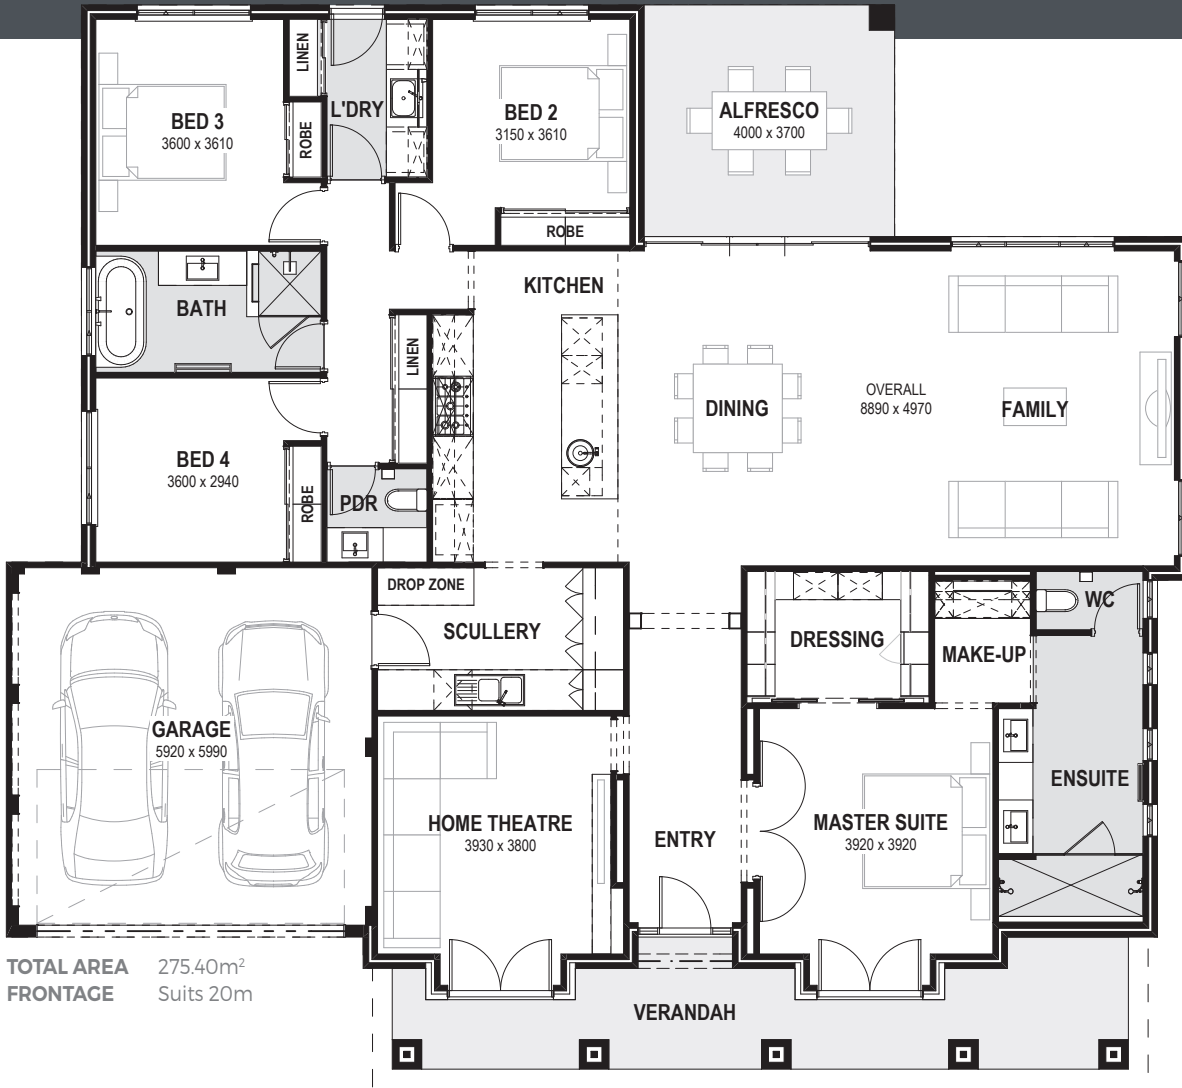 LINEN
L'DRY
BED 3
3600 x 3610
ROBE
BED 2
3150 x 3610
ROBE
ALFRESCO
4000 x 3700
KITCHEN
BATH
LINEN
DINING
OVERALL
8890 x 4970
FAMILY
BED 4
3600 x 2940
ROBE
PDR
DROP ZONE
SCULLERY
DRESSING
MAKE-UP
WC
GARAGE
5920 x 5990
HOME THEATRE
3930 x 3800
ENTRY
MASTER SUITE
3920 x 3920
ENSUITE
VERANDAH
TOTAL AREA 275.40m²
FRONTAGE Suits 20m